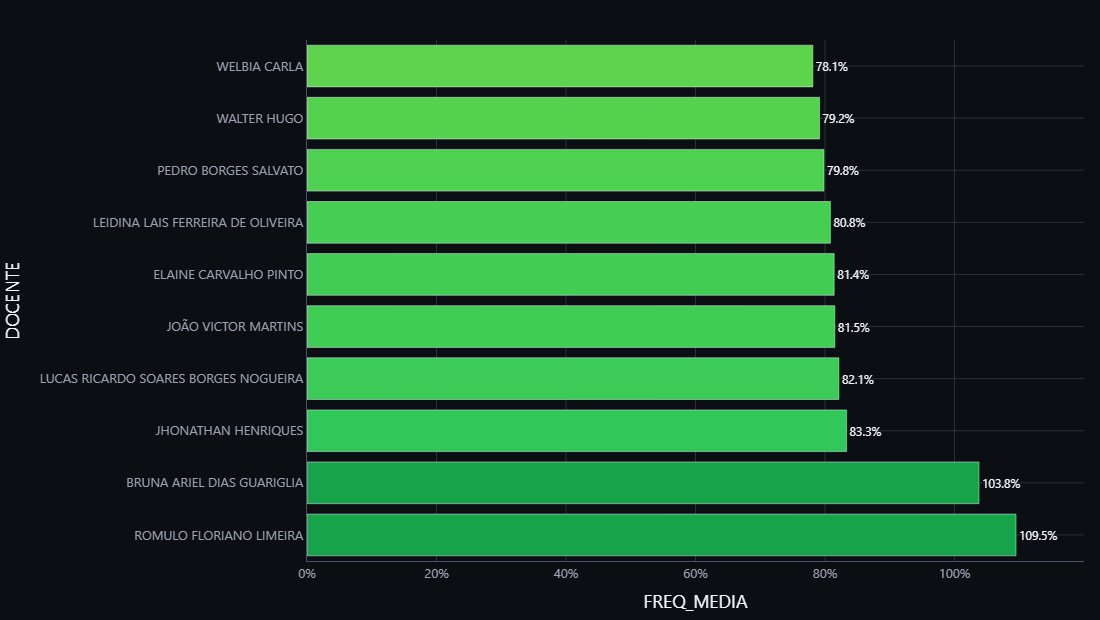 WELBIA CARLA 78.1%
WALTER HUGO 79.2%
PEDRO BORGES SALVATO 79.8%
LEIDINA LAIS FERREIRA DE OLIVEIRA 80.8%
ELAINE CARVALHO PINTO 81.4%
JOÃO VICTOR MARTINS 81.5%
LUCAS RICARDO SOARES BORGES NOGUEIRA 82.1%
JHONATHAN HENRIQUES 83.3%
BRUNA ARIEL DIAS GUARIGLIA 103.8%
ROMULO FLORIANO LIMEIRA 109.5%
DOCENTE
0% 20% 40% 60% 80% 100%
FREQ_MEDIA